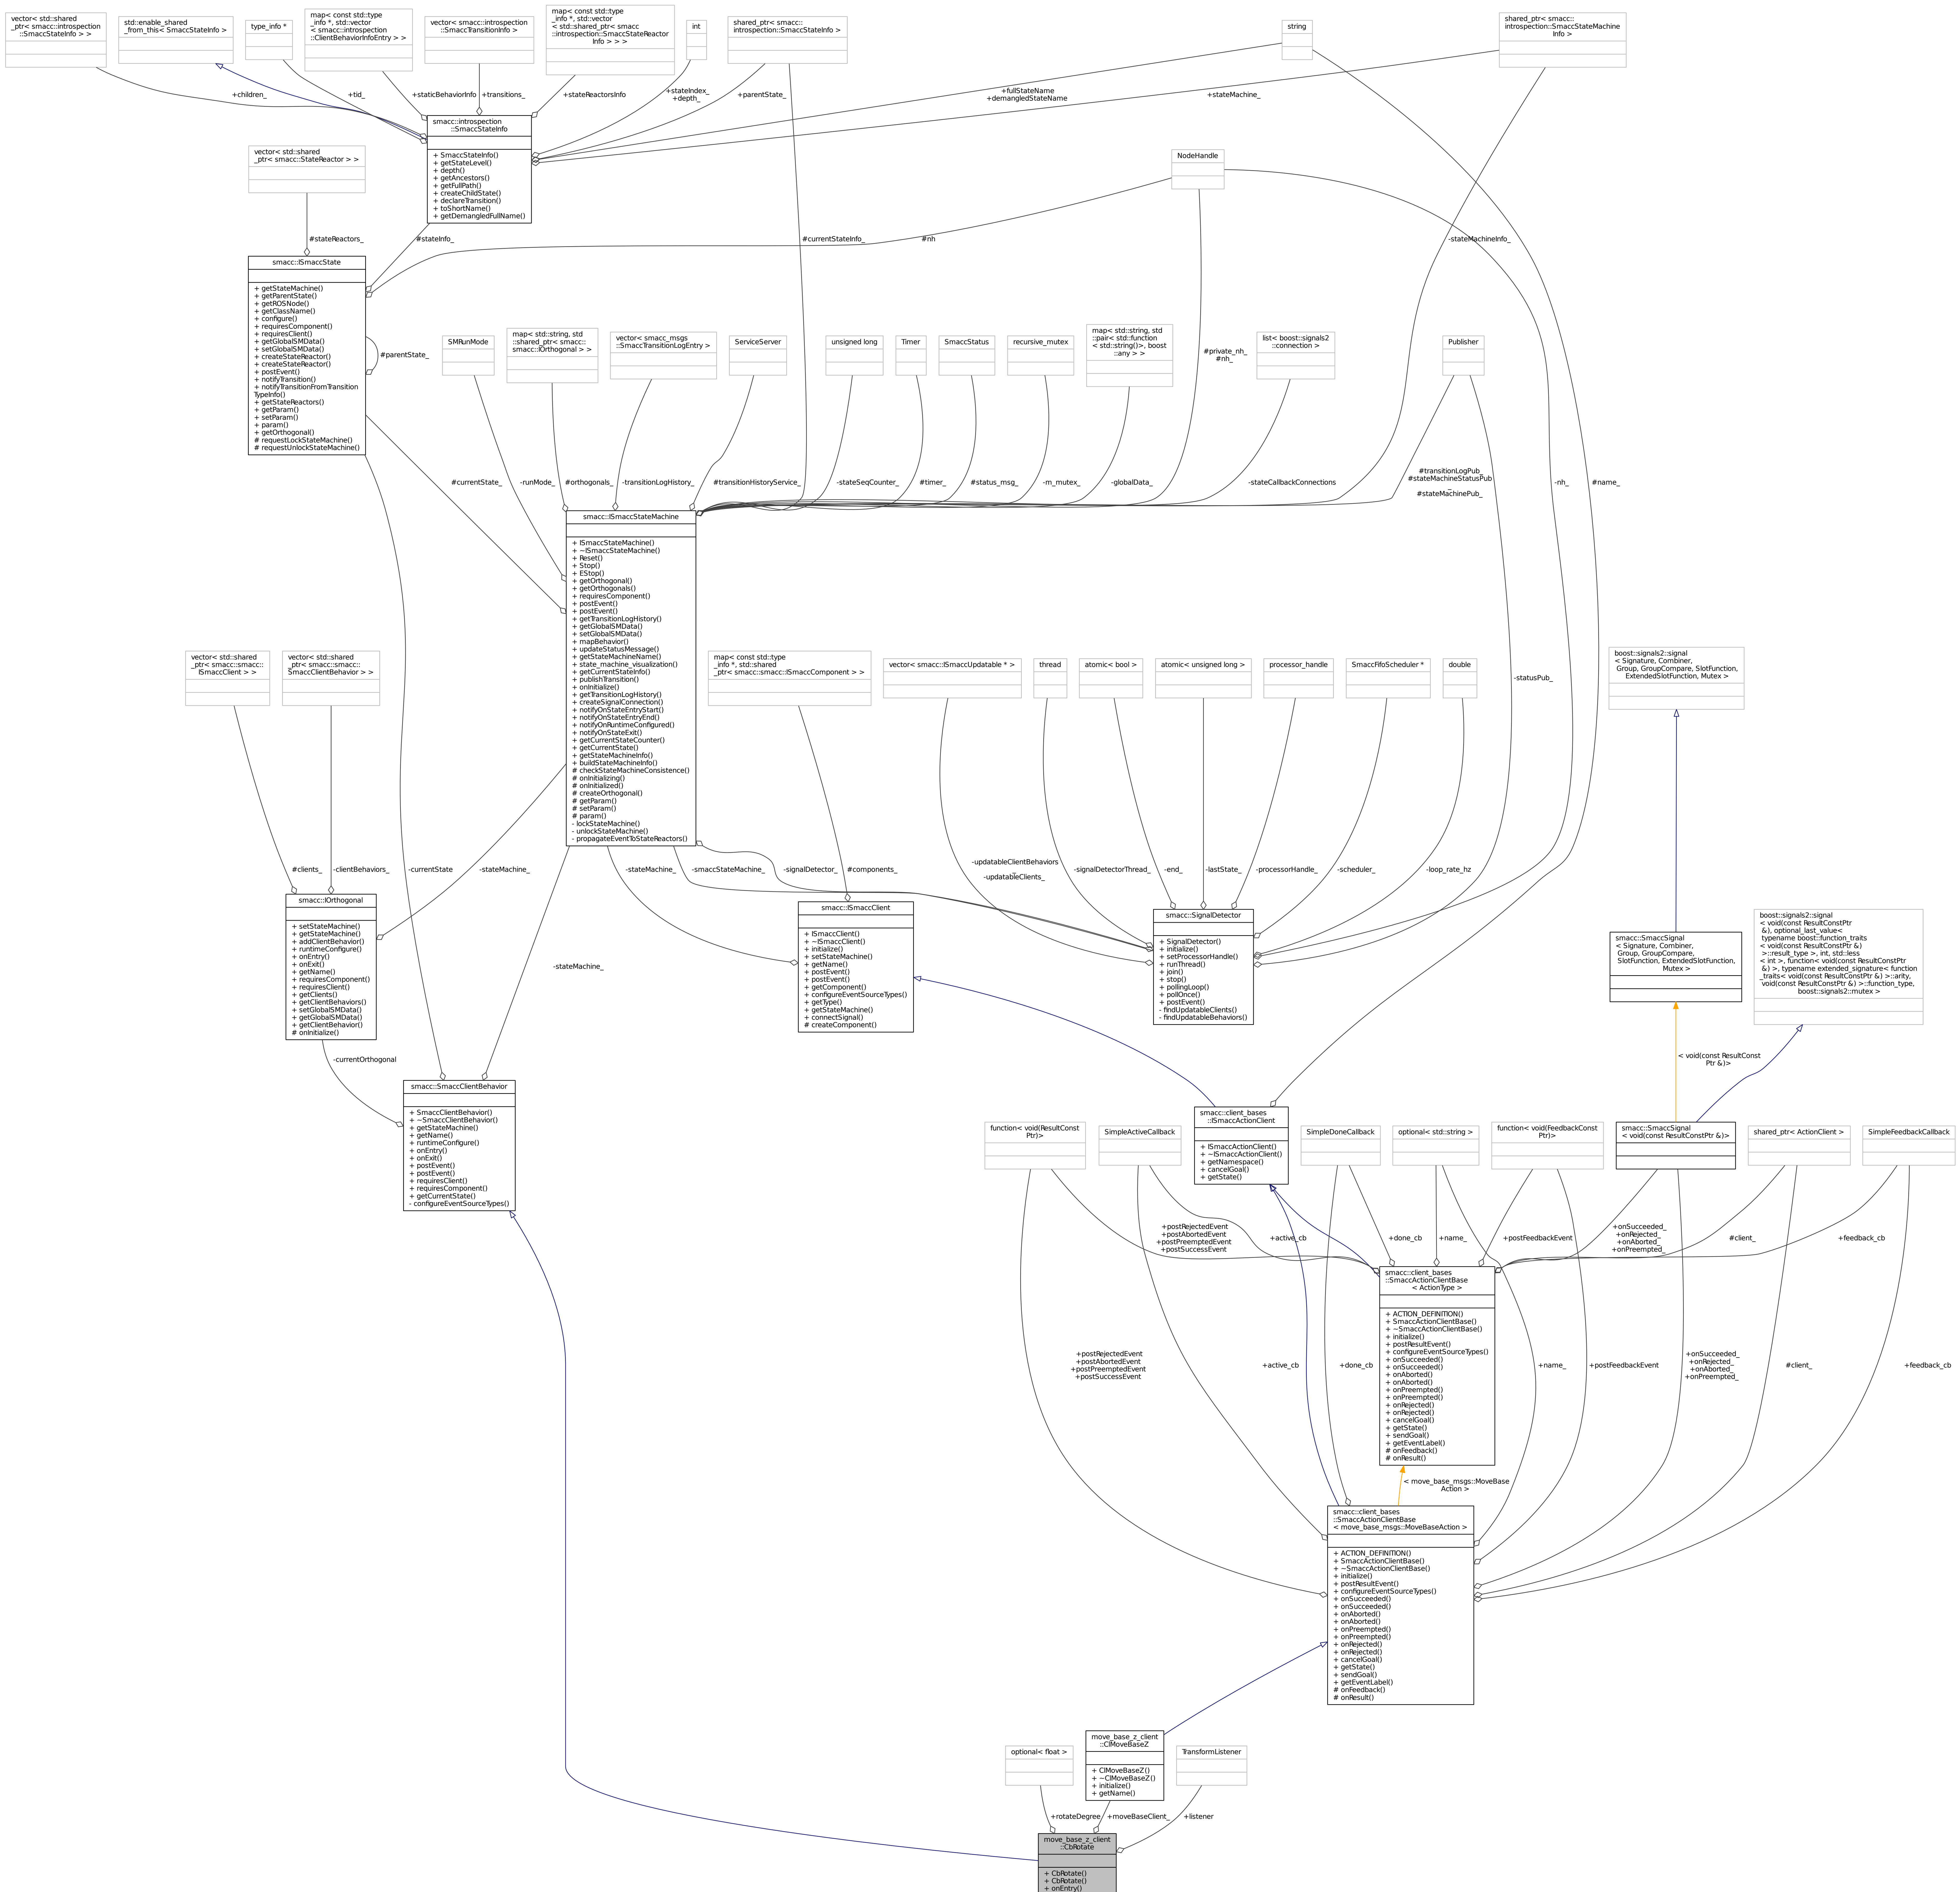 vector< std::shared
_ptr< smacc::introspection
::SmaccStateInfo > >
std::enable_shared
_from_this< SmaccStateInfo >
type_info *
map< const std::type
_info *, std::vector
< smacc::introspection
::ClientBehaviorInfoEntry > >
vector< smacc::introspection
::SmaccTransitionInfo >
map< const std::type
_info *, std::vector
< std::shared_ptr< smacc
::introspection::SmaccStateReactor
Info > > >
int
shared_ptr< smacc::
introspection::SmaccStateInfo >
string
shared_ptr< smacc::
introspection::SmaccStateMachine
Info >
+children_
+tid_
+staticBehaviorInfo
+transitions_
+stateReactorsInfo
+stateIndex_
+depth_
+parentState_
+fullStateName
+demangledStateName
+stateMachine_
smacc::introspection
::SmaccStateInfo
+ SmaccStateInfo()
+ getStateLevel()
+ depth()
+ getAncestors()
+ getFullPath()
+ createChildState()
+ declareTransition()
+ toShortName()
+ getDemangledFullName()
vector< std::shared
_ptr< smacc::StateReactor > >
NodeHandle
#stateReactors_
#stateInfo_
#currentStateInfo_
#nh
-stateMachineInfo_
smacc::ISmaccState
+ getStateMachine()
+ getParentState()
+ getROSNode()
+ getClassName()
+ configure()
+ requiresComponent()
+ requiresClient()
+ getGlobalSMData()
+ setGlobalSMData()
+ createStateReactor()
+ createStateReactor()
+ postEvent()
+ notifyTransition()
+ notifyTransitionFromTransition
TypeInfo()
+ getStateReactors()
+ getParam()
+ setParam()
+ param()
+ getOrthogonal()
# requestLockStateMachine()
# requestUnlockStateMachine()
#parentState_
SMRunMode
map< std::string, std
::shared_ptr< smacc::
smacc::IOrthogonal > >
vector< smacc_msgs
::SmaccTransitionLogEntry >
ServiceServer
unsigned long
Timer
SmaccStatus
recursive_mutex
map< std::string, std
::pair< std::function
< std::string()>, boost
::any > >
#private_nh_
#nh_
list< boost::signals2
::connection >
Publisher
#currentState_
-runMode_
#orthogonals_
-transitionLogHistory_
#transitionHistoryService_
-stateSeqCounter_
#timer_
#status_msg_
-m_mutex_
-globalData_
-stateCallbackConnections
#transitionLogPub_
#stateMachineStatusPub
_
#stateMachinePub_
-nh_
#name_
smacc::ISmaccStateMachine
+ ISmaccStateMachine()
+ ~ISmaccStateMachine()
+ Reset()
+ Stop()
+ EStop()
+ getOrthogonal()
+ getOrthogonals()
+ requiresComponent()
+ postEvent()
+ postEvent()
+ getTransitionLogHistory()
+ getGlobalSMData()
+ setGlobalSMData()
+ mapBehavior()
+ updateStatusMessage()
+ getStateMachineName()
+ state_machine_visualization()
+ getCurrentStateInfo()
+ publishTransition()
+ onInitialize()
+ getTransitionLogHistory()
+ createSignalConnection()
+ notifyOnStateEntryStart()
+ notifyOnStateEntryEnd()
+ notifyOnRuntimeConfigured()
+ notifyOnStateExit()
+ getCurrentStateCounter()
+ getCurrentState()
+ getStateMachineInfo()
+ buildStateMachineInfo()
# checkStateMachineConsistence()
# onInitializing()
# onInitialized()
# createOrthogonal()
# getParam()
# setParam()
# param()
- lockStateMachine()
- unlockStateMachine()
- propagateEventToStateReactors()
vector< std::shared
_ptr< smacc::smacc::
ISmaccClient > >
vector< std::shared
_ptr< smacc::smacc::
SmaccClientBehavior > >
map< const std::type
_info *, std::shared
_ptr< smacc::smacc::ISmaccComponent > >
vector< smacc::ISmaccUpdatable * >
thread
atomic< bool >
atomic< unsigned long >
processor_handle
SmaccFifoScheduler *
double
-statusPub_
boost::signals2::signal
< Signature, Combiner,
Group, GroupCompare, SlotFunction,
ExtendedSlotFunction, Mutex >
#clients_
-clientBehaviors_
-currentState
-stateMachine_
-stateMachine_
-smaccStateMachine_
-signalDetector_
#components_
-updatableClientBehaviors
_
-updatableClients_
-signalDetectorThread_
-end_
-lastState_
-processorHandle_
-scheduler_
-loop_rate_hz
smacc::IOrthogonal
+ setStateMachine()
+ getStateMachine()
+ addClientBehavior()
+ runtimeConfigure()
+ onEntry()
+ onExit()
+ getName()
+ requiresComponent()
+ requiresClient()
+ getClients()
+ getClientBehaviors()
+ setGlobalSMData()
+ getGlobalSMData()
+ getClientBehavior()
# onInitialize()
-stateMachine_
smacc::ISmaccClient
+ ISmaccClient()
+ ~ISmaccClient()
+ initialize()
+ setStateMachine()
+ getName()
+ postEvent()
+ postEvent()
+ getComponent()
+ configureEventSourceTypes()
+ getType()
+ getStateMachine()
+ connectSignal()
# createComponent()
smacc::SignalDetector
+ SignalDetector()
+ initialize()
+ setProcessorHandle()
+ runThread()
+ join()
+ stop()
+ pollingLoop()
+ pollOnce()
+ postEvent()
- findUpdatableClients()
- findUpdatableBehaviors()
smacc::SmaccSignal
< Signature, Combiner,
Group, GroupCompare,
SlotFunction, ExtendedSlotFunction,
Mutex >
boost::signals2::signal
< void(const ResultConstPtr
&), optional_last_value<
typename boost::function_traits
< void(const ResultConstPtr &)
>::result_type >, int, std::less
< int >, function< void(const ResultConstPtr
&) >, typename extended_signature< function
_traits< void(const ResultConstPtr &) >::arity,
void(const ResultConstPtr &) >::function_type,
boost::signals2::mutex >
-currentOrthogonal
< void(const ResultConst
Ptr &)>
smacc::SmaccClientBehavior
+ SmaccClientBehavior()
+ ~SmaccClientBehavior()
+ getStateMachine()
+ getName()
+ runtimeConfigure()
+ onEntry()
+ onExit()
+ postEvent()
+ postEvent()
+ requiresClient()
+ requiresComponent()
+ getCurrentState()
- configureEventSourceTypes()
function< void(ResultConst
Ptr)>
SimpleActiveCallback
smacc::client_bases
::ISmaccActionClient
+ ISmaccActionClient()
+ ~ISmaccActionClient()
+ getNamespace()
+ cancelGoal()
+ getState()
SimpleDoneCallback
optional< std::string >
function< void(FeedbackConst
Ptr)>
smacc::SmaccSignal
< void(const ResultConstPtr &)>
shared_ptr< ActionClient >
SimpleFeedbackCallback
+postRejectedEvent
+postAbortedEvent
+postPreemptedEvent
+postSuccessEvent
+active_cb
+done_cb
+name_
+postFeedbackEvent
+onSucceeded_
+onRejected_
+onAborted_
+onPreempted_
#client_
+feedback_cb
smacc::client_bases
::SmaccActionClientBase
< ActionType >
+ ACTION_DEFINITION()
+ SmaccActionClientBase()
+ ~SmaccActionClientBase()
+ initialize()
+ postResultEvent()
+ configureEventSourceTypes()
+ onSucceeded()
+ onSucceeded()
+ onAborted()
+ onAborted()
+ onPreempted()
+ onPreempted()
+ onRejected()
+ onRejected()
+ cancelGoal()
+ getState()
+ sendGoal()
+ getEventLabel()
# onFeedback()
# onResult()
+postRejectedEvent
+postAbortedEvent
+postPreemptedEvent
+postSuccessEvent
+active_cb
+done_cb
+name_
+postFeedbackEvent
+onSucceeded_
+onRejected_
+onAborted_
+onPreempted_
#client_
+feedback_cb
< move_base_msgs::MoveBase
Action >
smacc::client_bases
::SmaccActionClientBase
< move_base_msgs::MoveBaseAction >
+ ACTION_DEFINITION()
+ SmaccActionClientBase()
+ ~SmaccActionClientBase()
+ initialize()
+ postResultEvent()
+ configureEventSourceTypes()
+ onSucceeded()
+ onSucceeded()
+ onAborted()
+ onAborted()
+ onPreempted()
+ onPreempted()
+ onRejected()
+ onRejected()
+ cancelGoal()
+ getState()
+ sendGoal()
+ getEventLabel()
# onFeedback()
# onResult()
optional< float >
move_base_z_client
::ClMoveBaseZ
+ ClMoveBaseZ()
+ ~ClMoveBaseZ()
+ initialize()
+ getName()
TransformListener
+rotateDegree
+moveBaseClient_
+listener
move_base_z_client
::CbRotate
+ CbRotate()
+ CbRotate()
+ onEntry()